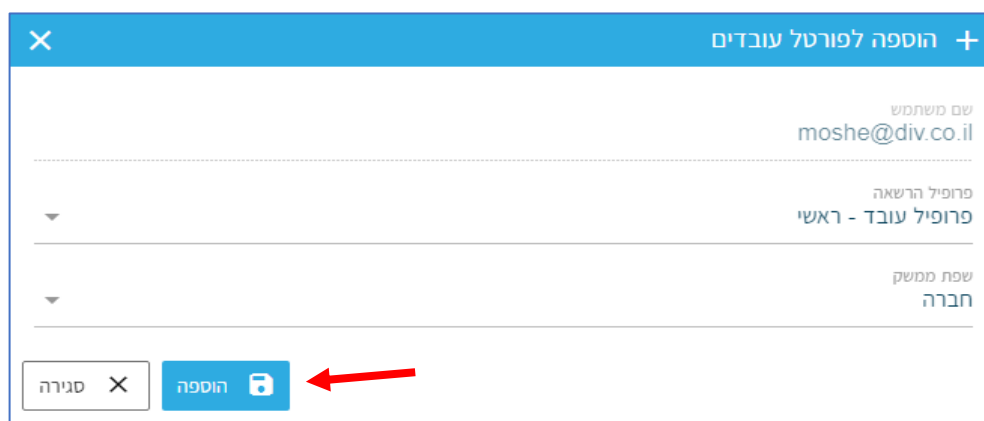 הוספה לפורטל עובדים
שם משתמש
moshe@div.co.il
פרופיל הרשאה
פרופיל עובד - ראשי
שפת ממשק
חברה
הוספה
סגירה